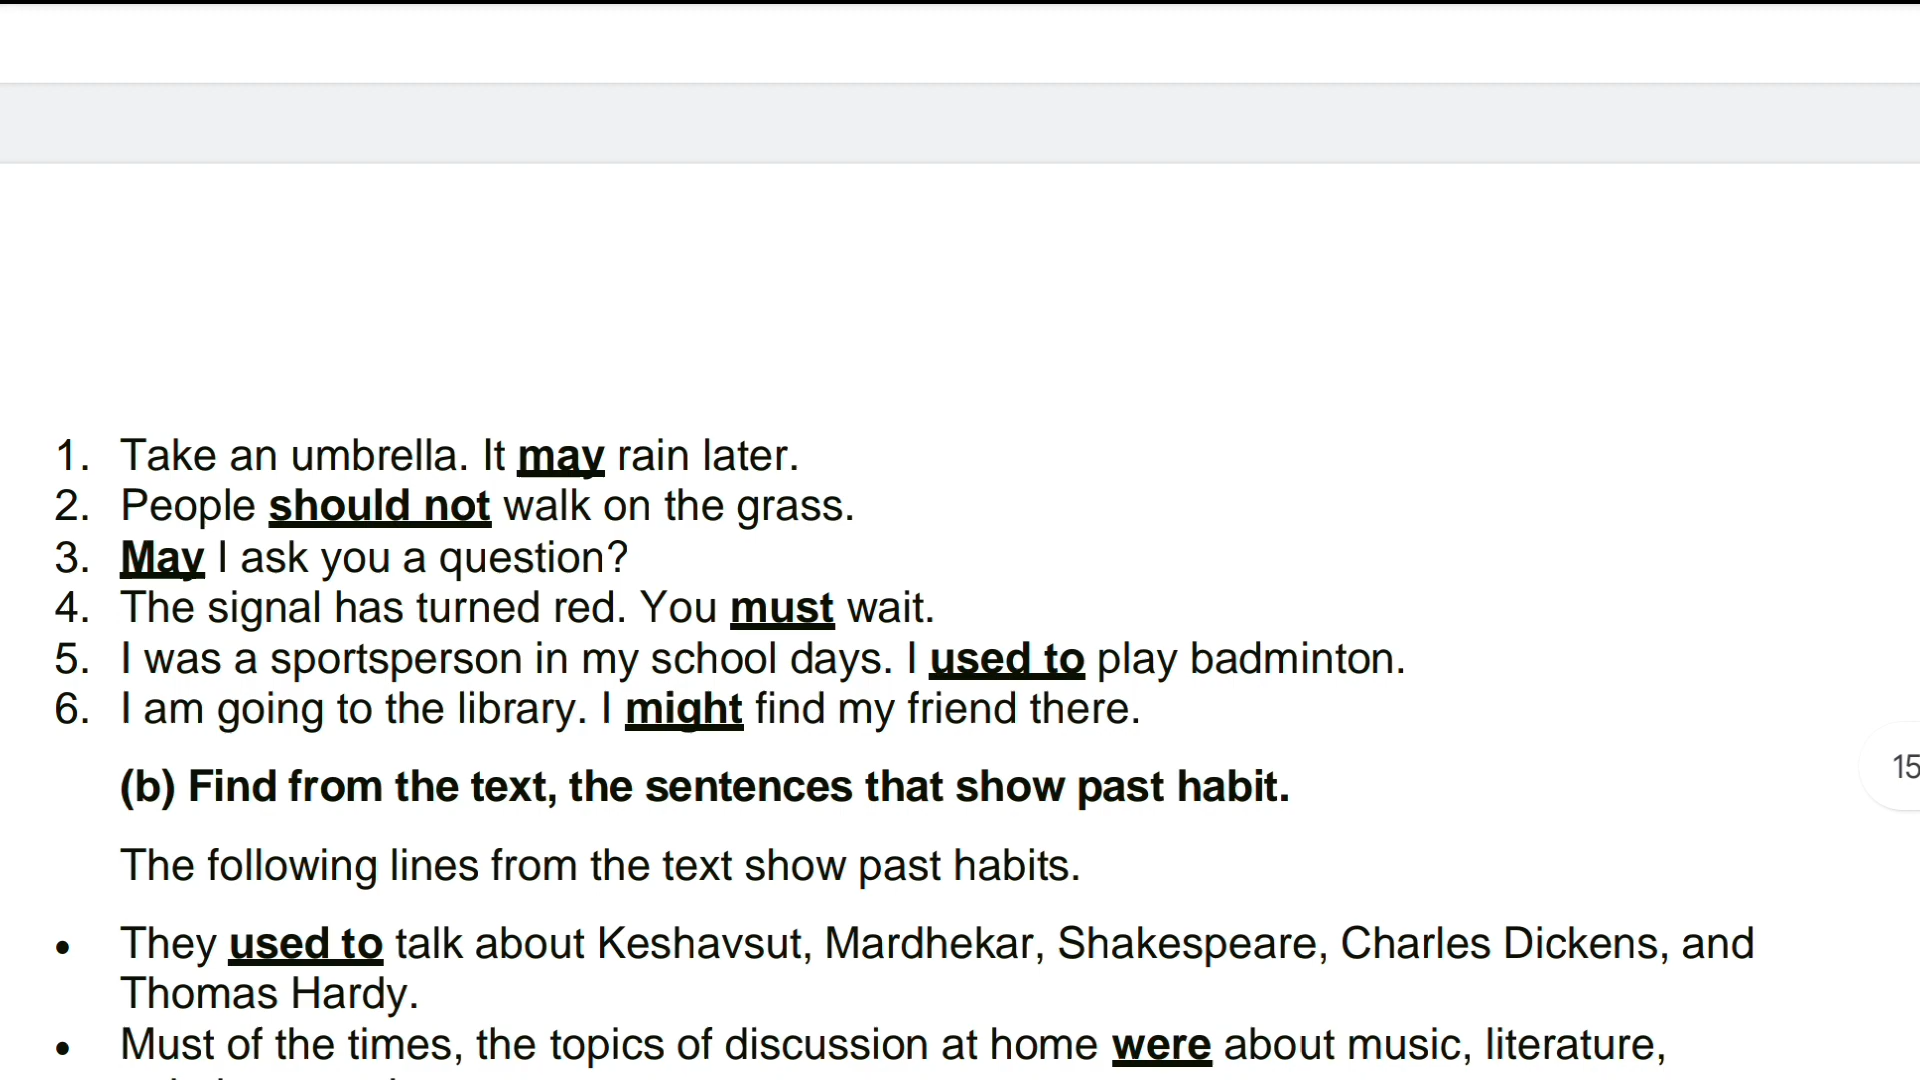 1. Take an umbrella. It may rain later.
2. People should not walk on the grass.
3. May I ask you a question?
4. The signal has turned red. You must wait.
5. I was a sportsperson in my school days. I used to play badminton.
6. I am going to the library. I might find my friend there.
(b) Find from the text, the sentences that show past habit.
15
The following lines from the text show past habits.
• They used to talk about Keshavsut, Mardhekar, Shakespeare, Charles Dickens, and
Thomas Hardy.
• Must of the times, the topics of discussion at home were about music, literature,